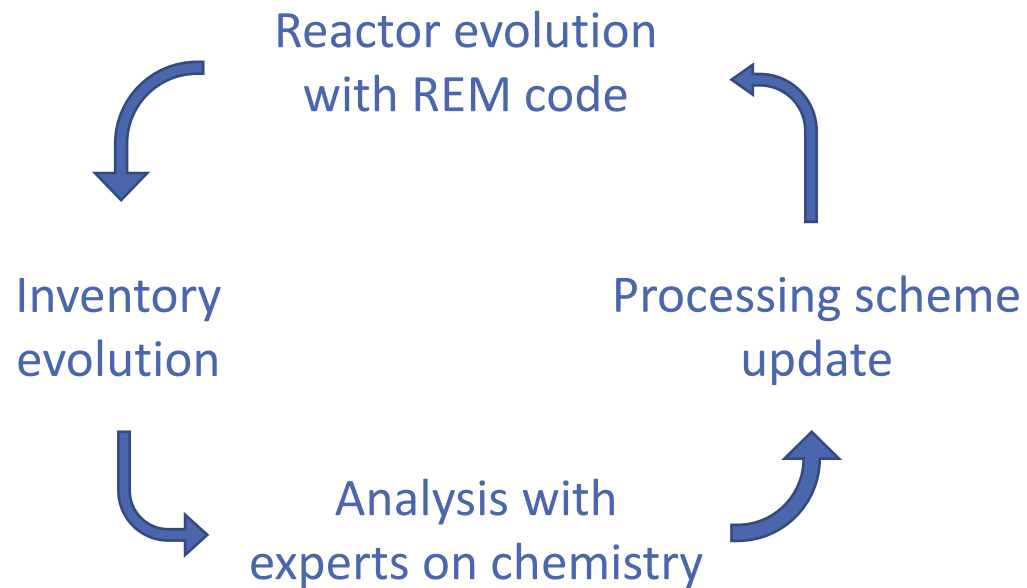 Reactor evolution
with REM code
Inventory
evolution
Processing scheme
update
Analysis with
experts on chemistry